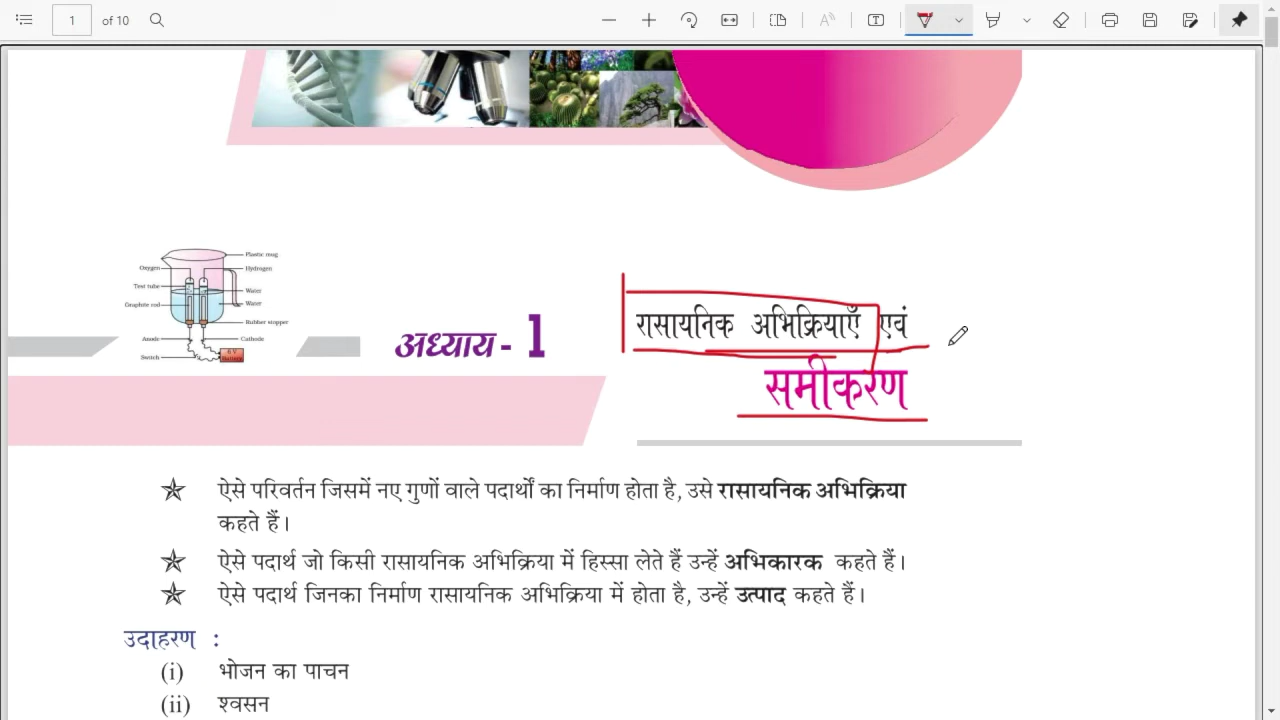 1 of 10
Plastic mug
Oxygen
Hydrogen
Test tube
Water
Graphite rod
Water
Rubber stopper
Anode
Cathode
Switch
6 V
Battery
अध्याय - 1
रासायनिक अभिक्रियाएँ एवं
समीकरण
ऐसे परिवर्तन जिसमें नए गुणों वाले पदार्थों का निर्माण होता है, उसे रासायनिक अभिक्रिया
कहते हैं।
ऐसे पदार्थ जो किसी रासायनिक अभिक्रिया में हिस्सा लेते हैं उन्हें अभिकारक कहते हैं।
ऐसे पदार्थ जिनका निर्माण रासायनिक अभिक्रिया में होता है, उन्हें उत्पाद कहते हैं।
उदाहरण :
(i) भोजन का पाचन
(ii) श्वसन